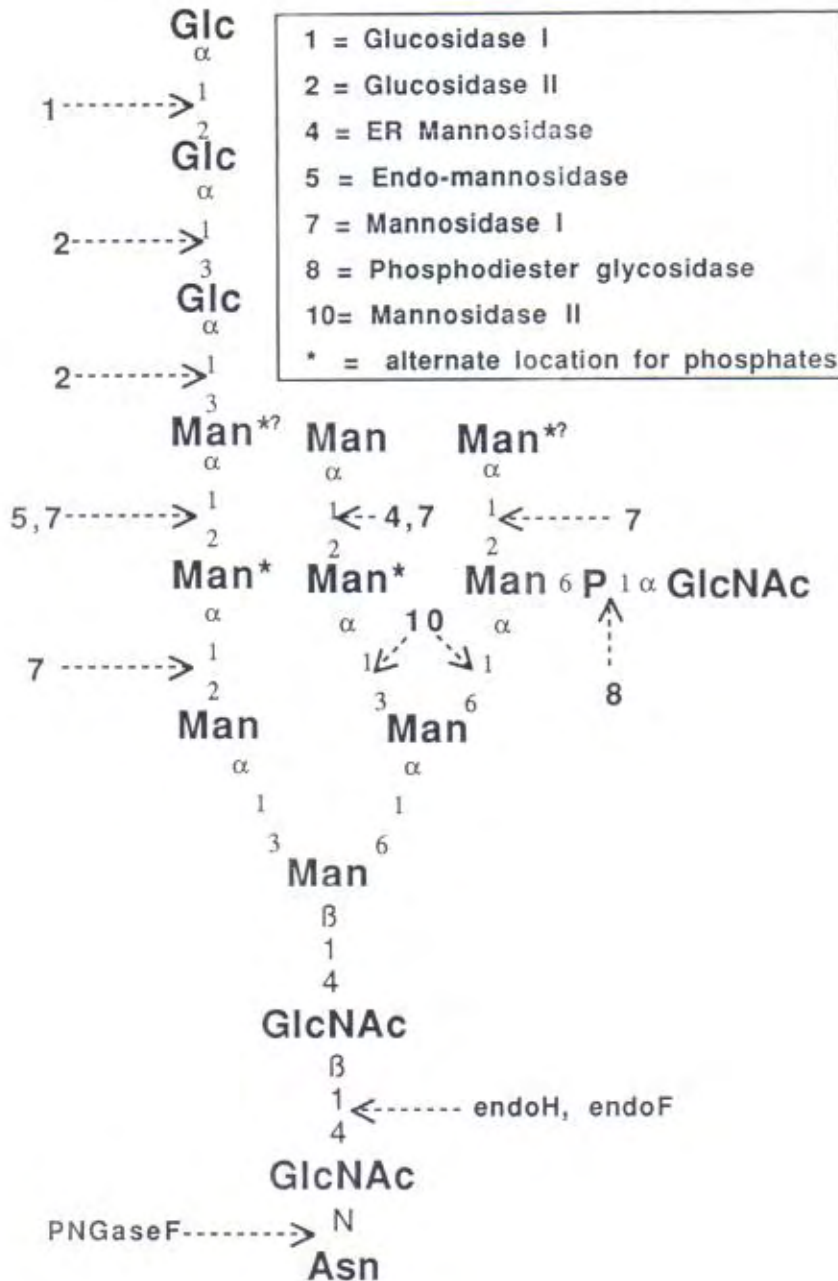 Glc
α
1
1
2
Glc
α
2
1
3
Glc
α
2
1
3
1 = Glucosidase I
2 = Glucosidase II
4 = ER Mannosidase
5 = Endo-mannosidase
7 = Mannosidase I
8 = Phosphodiester glycosidase
10= Mannosidase II
* = alternate location for phosphates
Man*? Man Man*?
α α α
5,7 1 1 4,7 1 7
2 2 2
Man* Man* Man 6 P 1 α GlcNAc
α α 10 α
7 1 1 1 8
2 3 6
Man Man
α α
1 1
3 6
Man
β
1
4
GlcNAc
β
1 endoH, endoF
4
GlcNAc
PNGaseF N
Asn